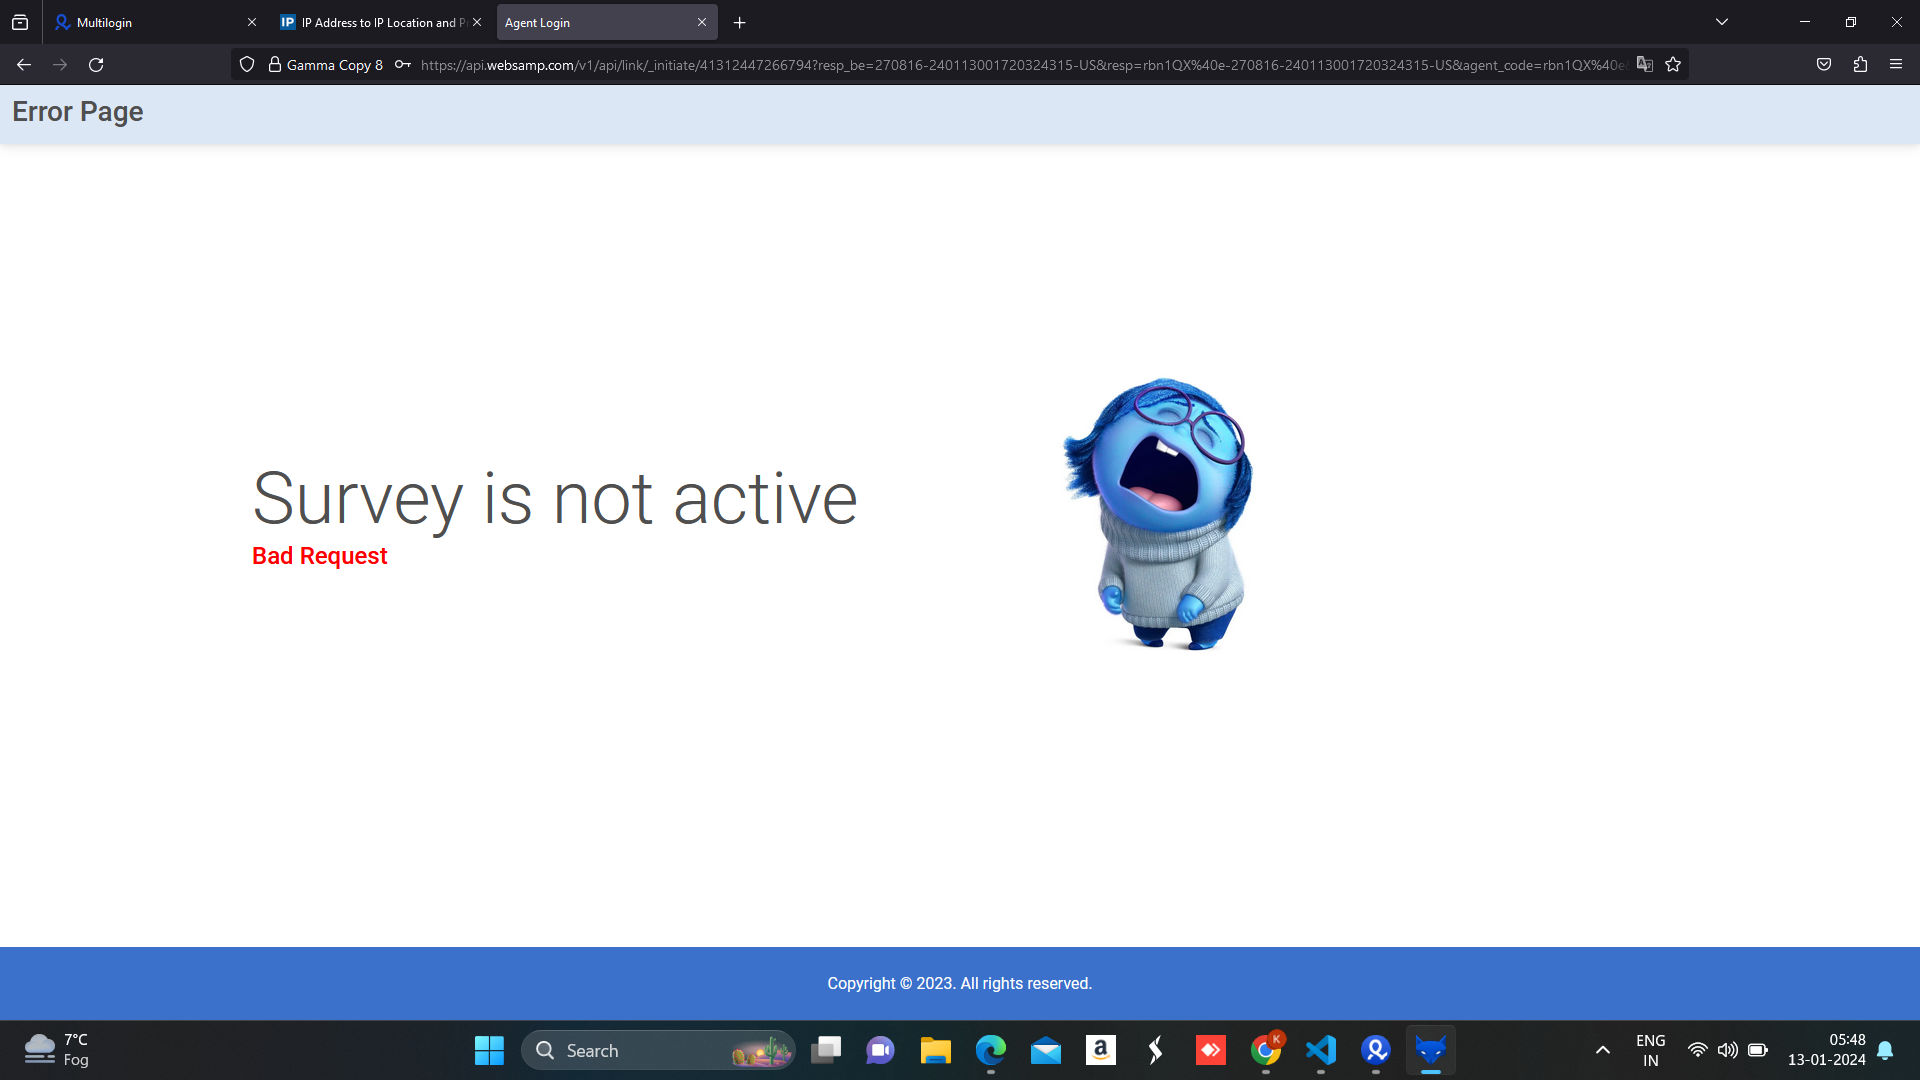 Multilogin
IP Address to IP Location and P
Agent Login
Gamma Copy 8
https://api.websamp.com/v1/api/link/_initiate/41312447266794?resp_be=270816-240113001720324315-US&resp=rbn1QX%40e-270816-240113001720324315-US&agent_code=rbn1QX%40e
Error Page
Survey is not active
Bad Request
Copyright © 2023. All rights reserved.
7°C
Fog
Search
K
ENG
IN
05:48
13-01-2024